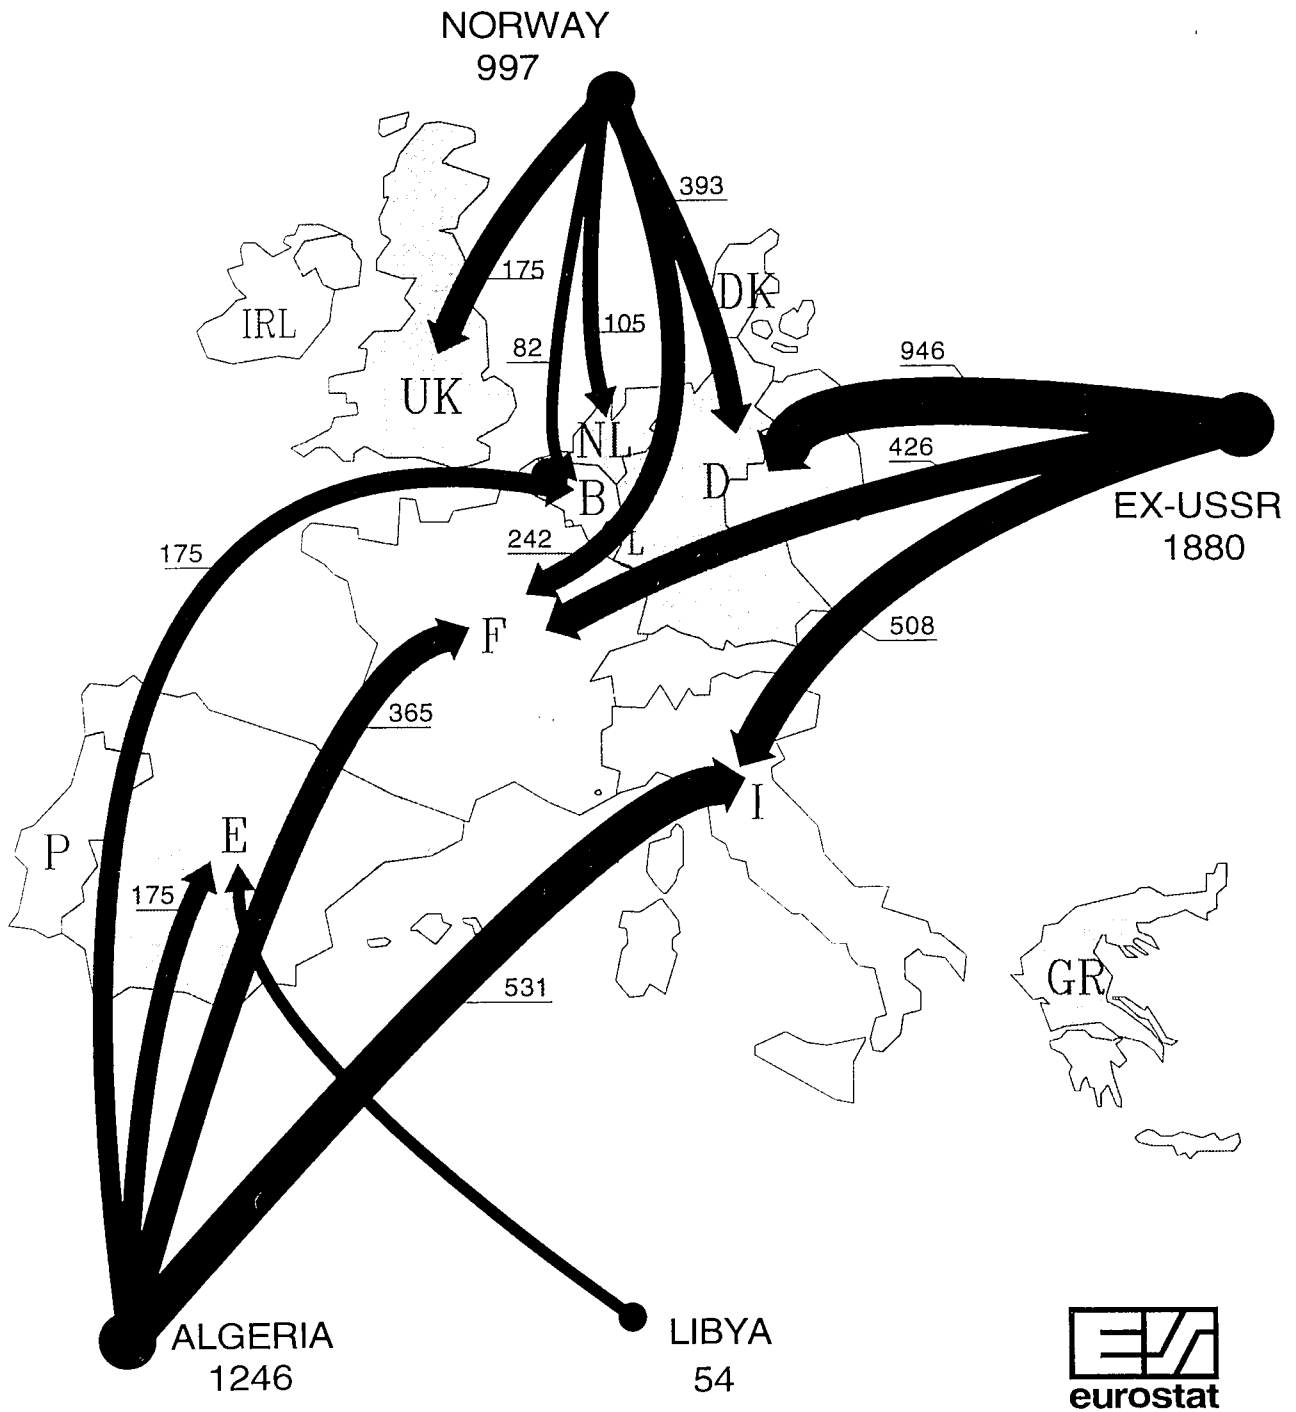 NORWAY
997
393
175
DK
IRL
105
82
946
UK
NL
426
D
B
EX-USSR
1880
242
L
175
F
508
365
I
E
P
175
GR
531
ALGERIA
1246
LIBYA
54
eurostat